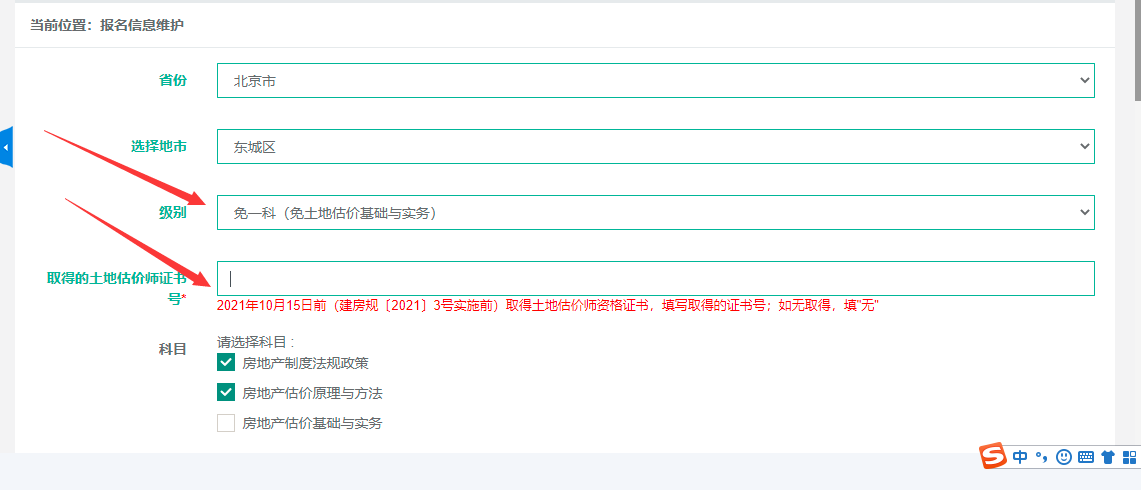 当前位置：报名信息维护
省份
北京市
选择地市
东城区
级别
免一科（免土地估价基础与实务）
取得的土地估价师证书
号*
2021年10月15日前（建房规〔2021〕3号实施前）取得土地估价师资格证书，填写取得的证书号；如无取得，填"无"
科目
请选择科目 :
房地产制度法规政策
房地产估价原理与方法
房地产估价基础与实务
S 中